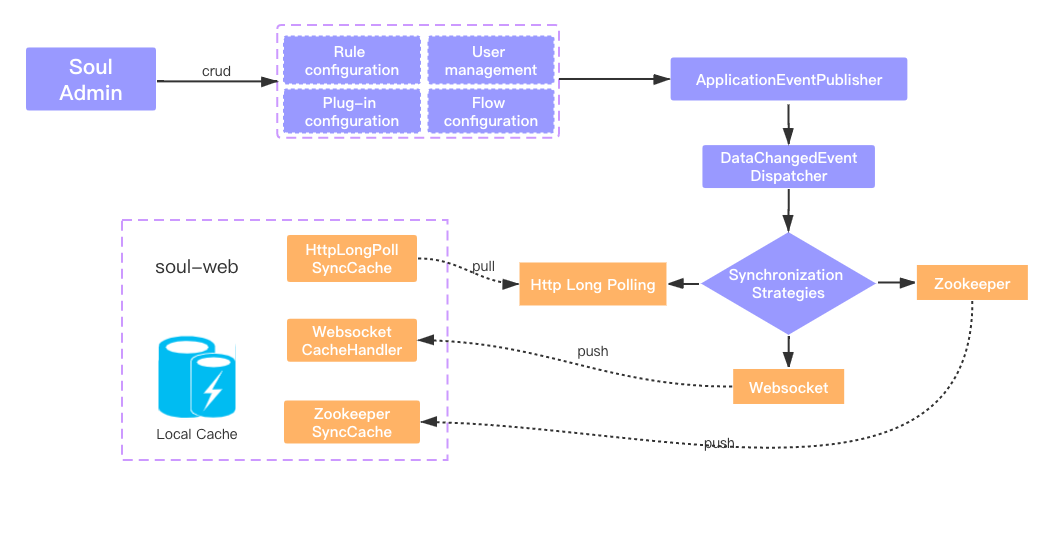 Soul
Admin
crud
Rule
configuration
User
management
Plug-in
configuration
Flow
configuration
ApplicationEventPublisher
DataChangedEvent
Dispatcher
Synchronization
Strategies
soul-web
HttpLongPoll
SyncCache
pull
Http Long Polling
Zookeeper
Websocket
CacheHandler
push
Websocket
Zookeeper
SyncCache
push
Local Cache